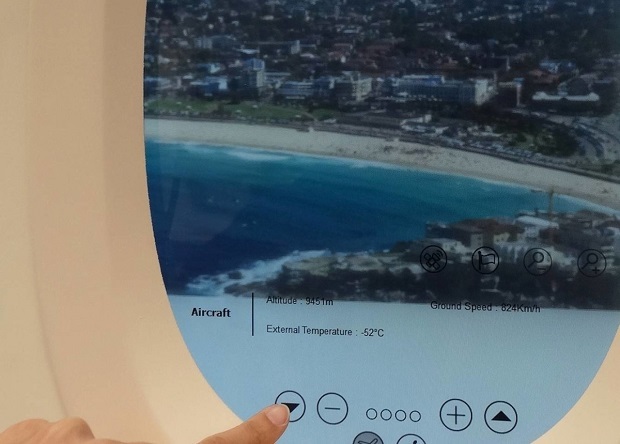 Altitude : 9451m
Ground Speed : 824Km/h
Aircraft
External Temperature : -52°C